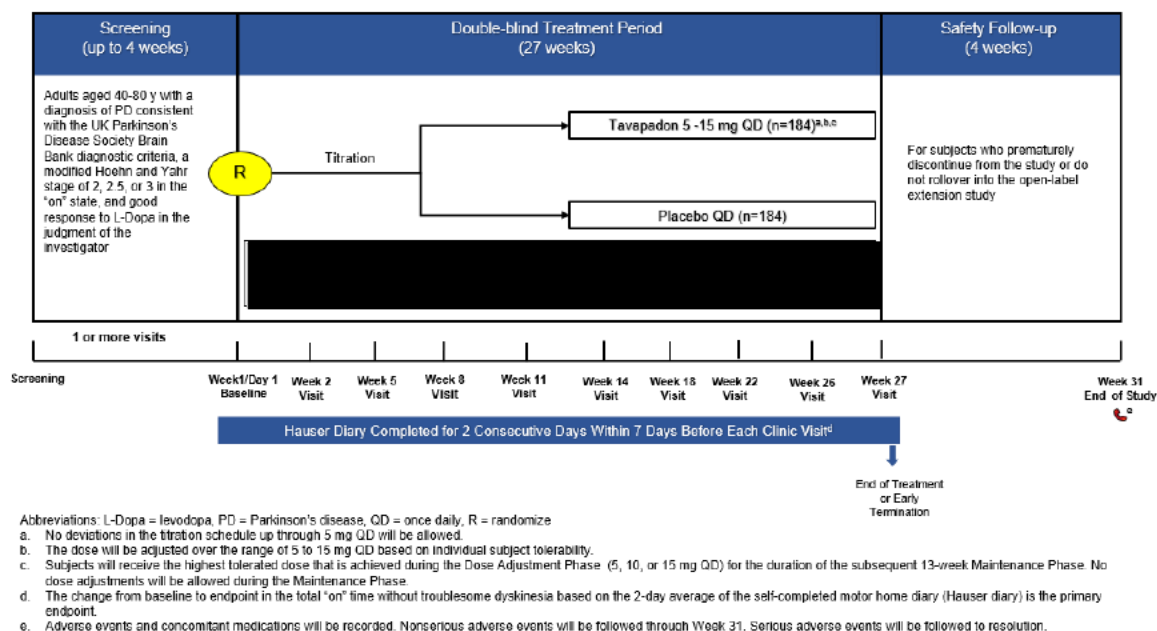 Screening
(up to 4 weeks)
Double-blind Treatment Period
(27 weeks)
Safety Follow-up
(4 weeks)
Adults aged 40-80 y with a
diagnosis of PD consistent
with the UK Parkinson's
Disease Society Brain
Bank diagnostic criteria, a
modified Hoehn and Yahr
stage of 2, 2.5, or 3 in the
"on" state, and good
response to L-Dopa in the
judgment of the
investigator
R
Titration
Tavapadon 5 -15 mg QD (n=184)a,b,c
Placebo QD (n=184)
For subjects who prematurely
discontinue from the study or do
not rollover into the open-label
extension study
1 or more visits
Screening
Week1/Day 1
Baseline
Week 2
Visit
Week 5
Visit
Week 8
Visit
Week 11
Visit
Week 14
Visit
Week 18
Visit
Week 22
Visit
Week 26
Visit
Week 27
Visit
Week 31
End of Study
e
Hauser Diary Completed for 2 Consecutive Days Within 7 Days Before Each Clinic Visitd
End of Treatment
or Early
Termination
Abbreviations: L-Dopa = levodopa, PD = Parkinson's disease, QD = once daily, R = randomize
a. No deviations in the titration schedule up through 5 mg QD will be allowed.
b. The dose will be adjusted over the range of 5 to 15 mg QD based on individual subject tolerability.
c. Subjects will receive the highest tolerated dose that is achieved during the Dose Adjustment Phase (5, 10, or 15 mg QD) for the duration of the subsequent 13-week Maintenance Phase. No
dose adjustments will be allowed during the Maintenance Phase.
d. The change from baseline to endpoint in the total "on" time without troublesome dyskinesia based on the 2-day average of the self-completed motor home diary (Hauser diary) is the primary
endpoint.
e. Adverse events and concomitant medications will be recorded. Nonserious adverse events will be followed through Week 31. Serious adverse events will be followed to resolution.